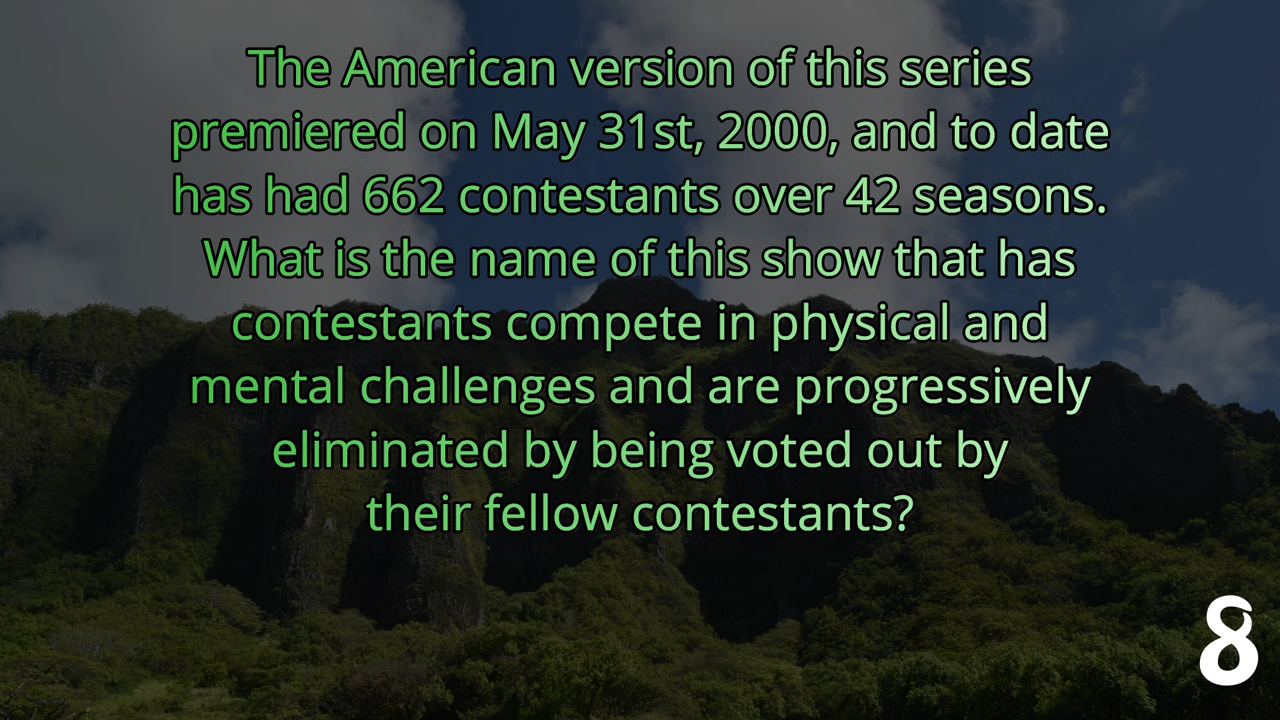 The American version of this series
premiered on May 31st, 2000, and to date
has had 662 contestants over 42 seasons.
What is the name of this show that has
contestants compete in physical and
mental challenges and are progressively
eliminated by being voted out by
their fellow contestants?
8